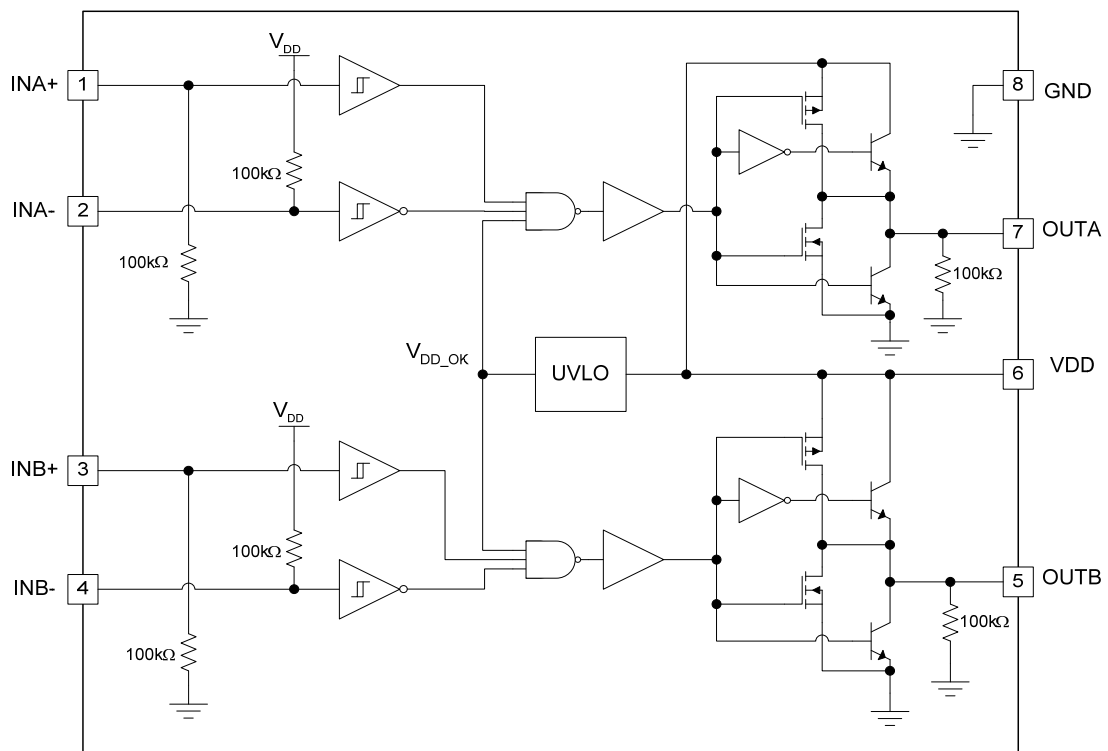 V_DD
INA+ 1
8 GND
100kΩ
INA- 2
7 OUTA
100kΩ
100kΩ
V_DD_OK
UVLO
6 VDD
V_DD
INB+ 3
100kΩ
INB- 4
5 OUTB
100kΩ
100kΩ